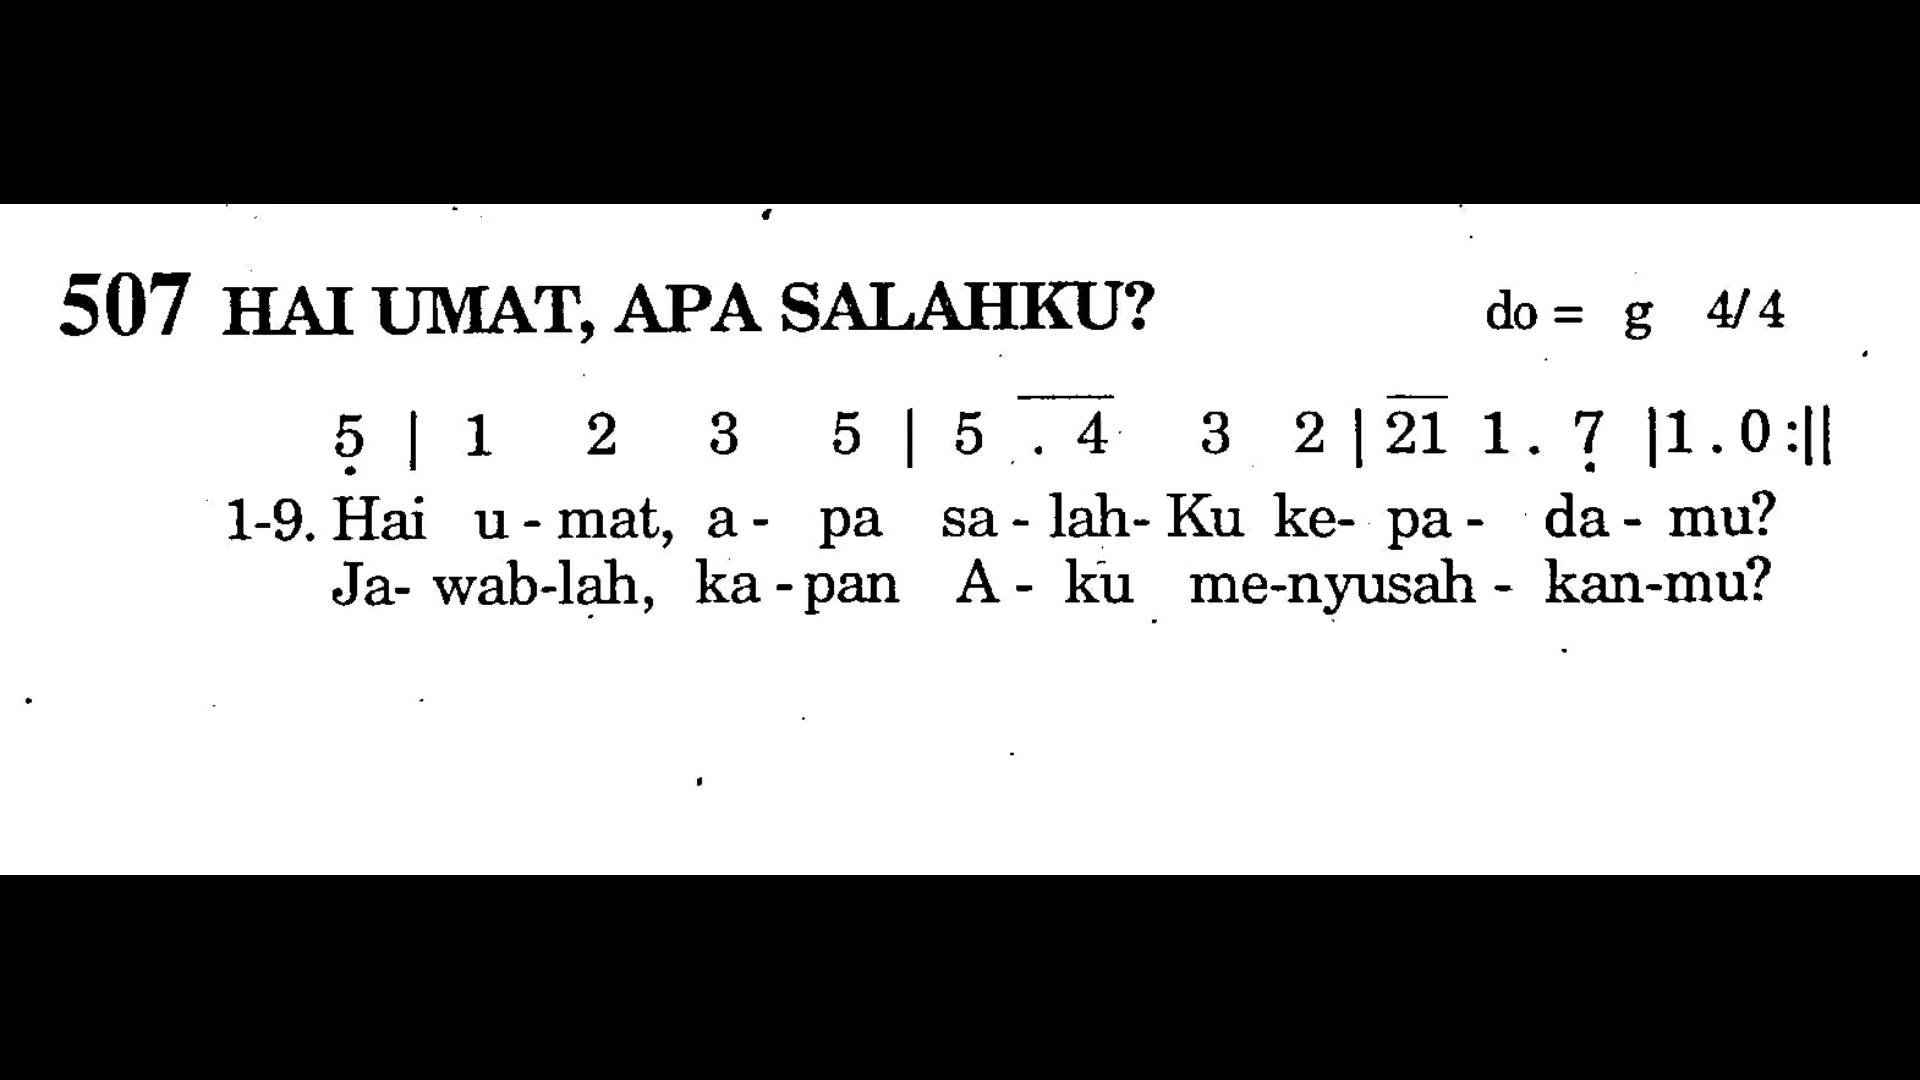 507 HAI UMAT, APA SALAHKU? do = g 4/4
5̣ | 1 2 3 5 | 5 . 4 3 2 | 21 1 . 7̣ |1 . 0 :||
1-9. Hai u - mat, a - pa sa - lah- Ku ke- pa - da - mu?
Ja- wab-lah, ka - pan A - ku me-nyusah - kan-mu?